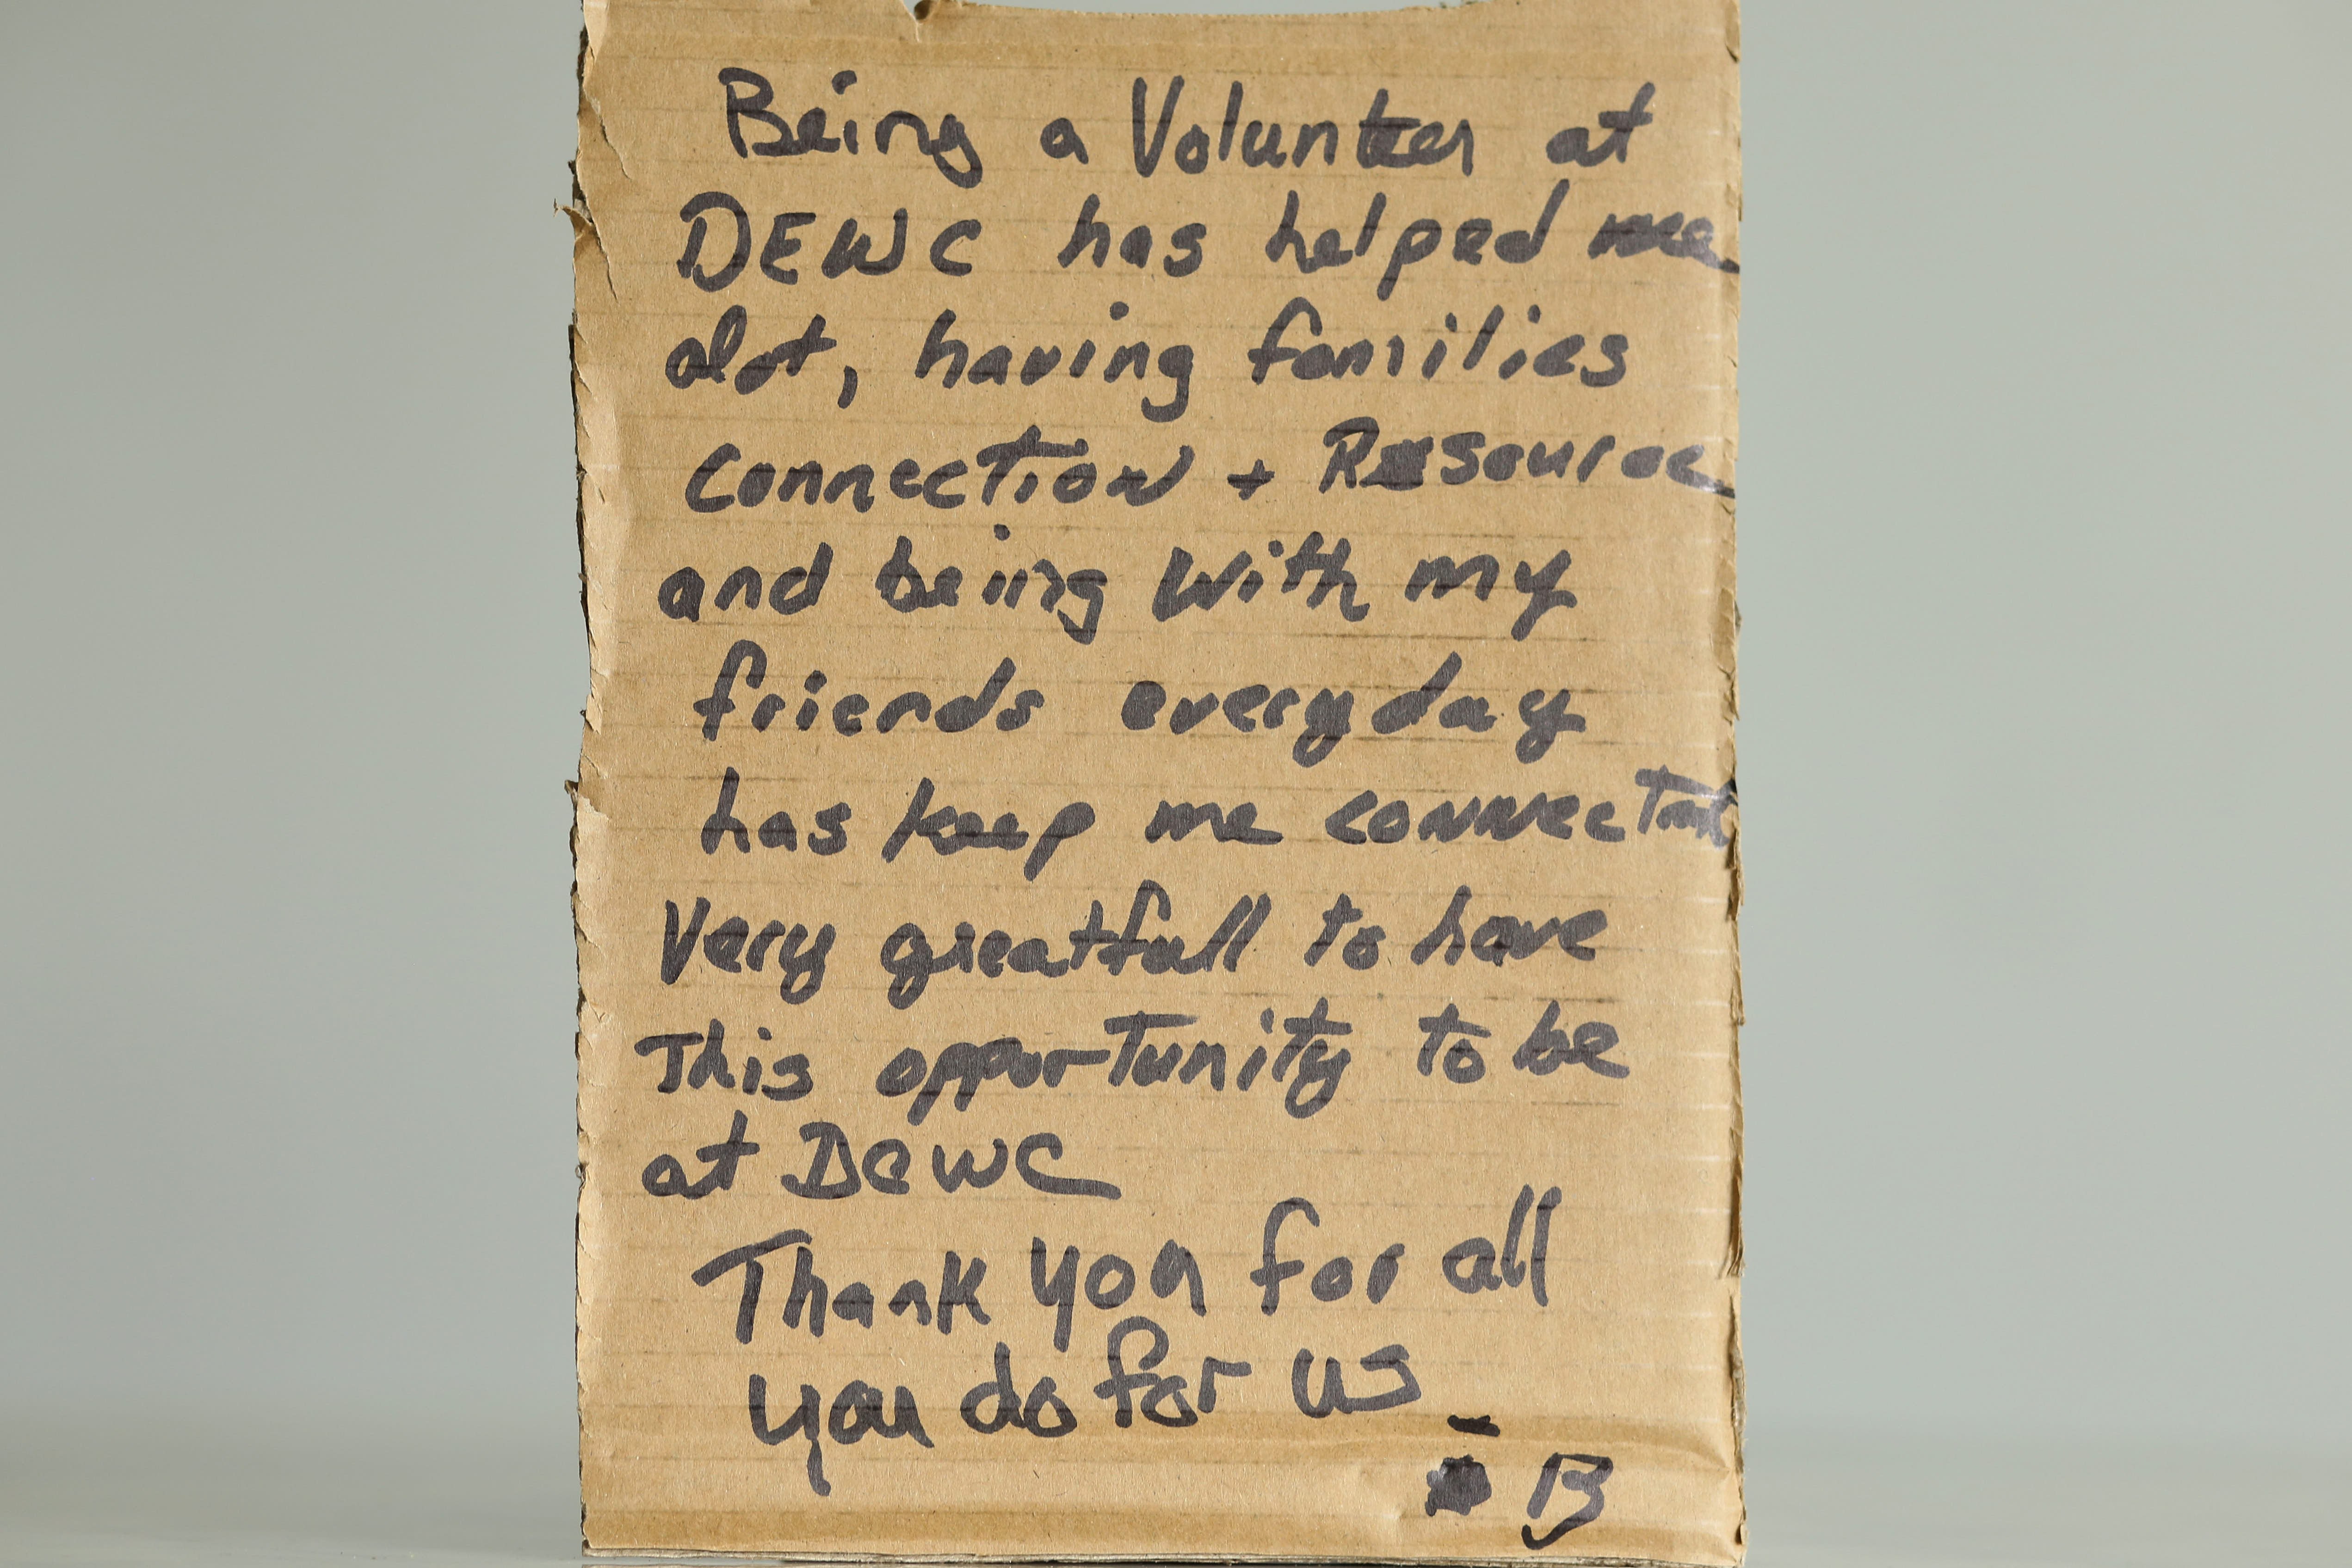 Being a Volunteer at
DEWC has helped me
alot, having families
connection + Resource
and being with my
friends everyday
has keep me connected
Very greatfull to have
This opportunity to be
at DEWC
Thank you for all
you do for us
- B